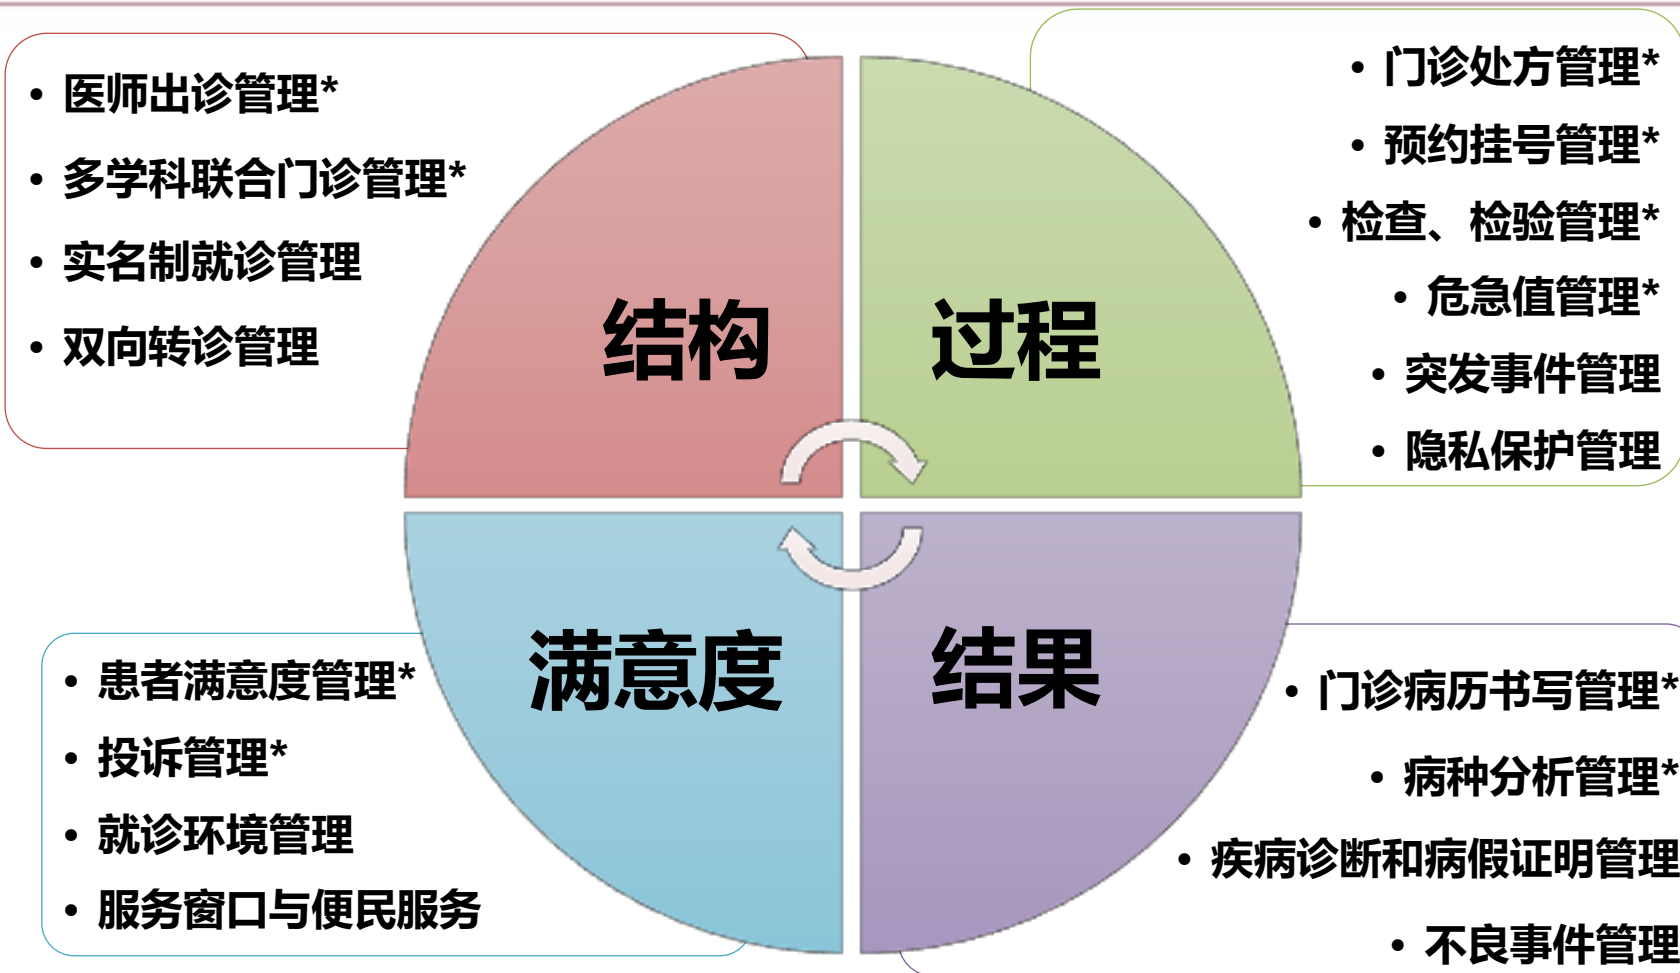 • 医师出诊管理*
• 多学科联合门诊管理*
• 实名制就诊管理
• 双向转诊管理
结构
• 门诊处方管理*
• 预约挂号管理*
• 检查、检验管理*
• 危急值管理*
• 突发事件管理
• 隐私保护管理
过程
• 患者满意度管理*
• 投诉管理*
• 就诊环境管理
• 服务窗口与便民服务
满意度
• 门诊病历书写管理*
• 病种分析管理*
• 疾病诊断和病假证明管理
• 不良事件管理
结果